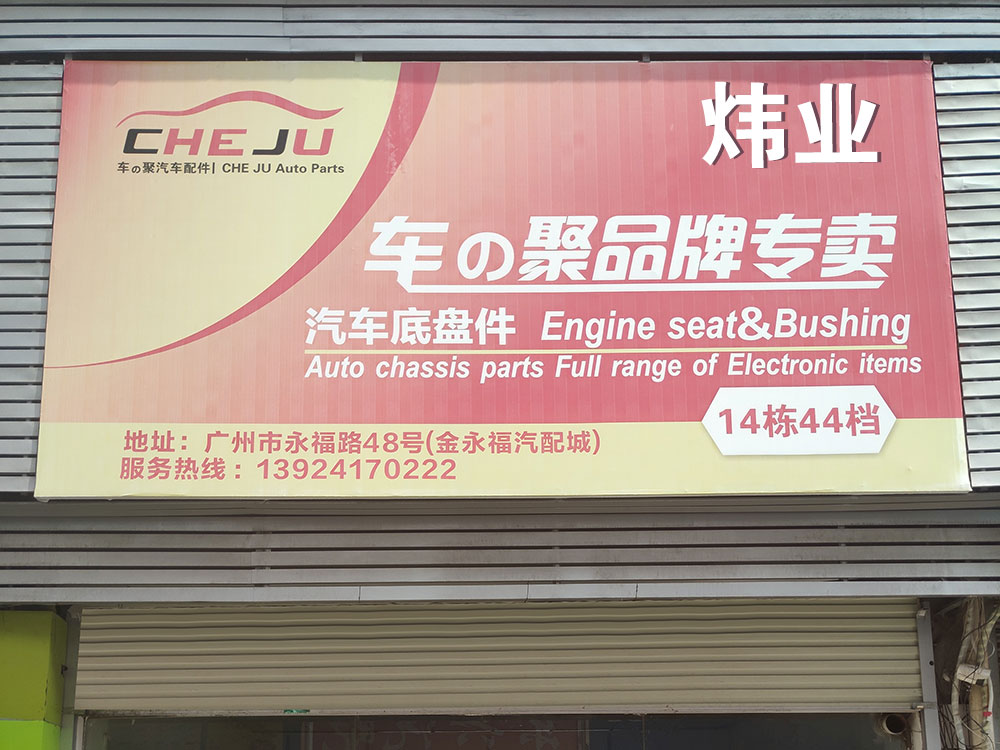 CHEJU
车の聚汽车配件| CHE JU Auto Parts
炜业
车の聚品牌专卖
汽车底盘件 Engine seat&Bushing
Auto chassis parts Full range of Electronic items
14栋44档
地址：广州市永福路48号(金永福汽配城)
服务热线：13924170222